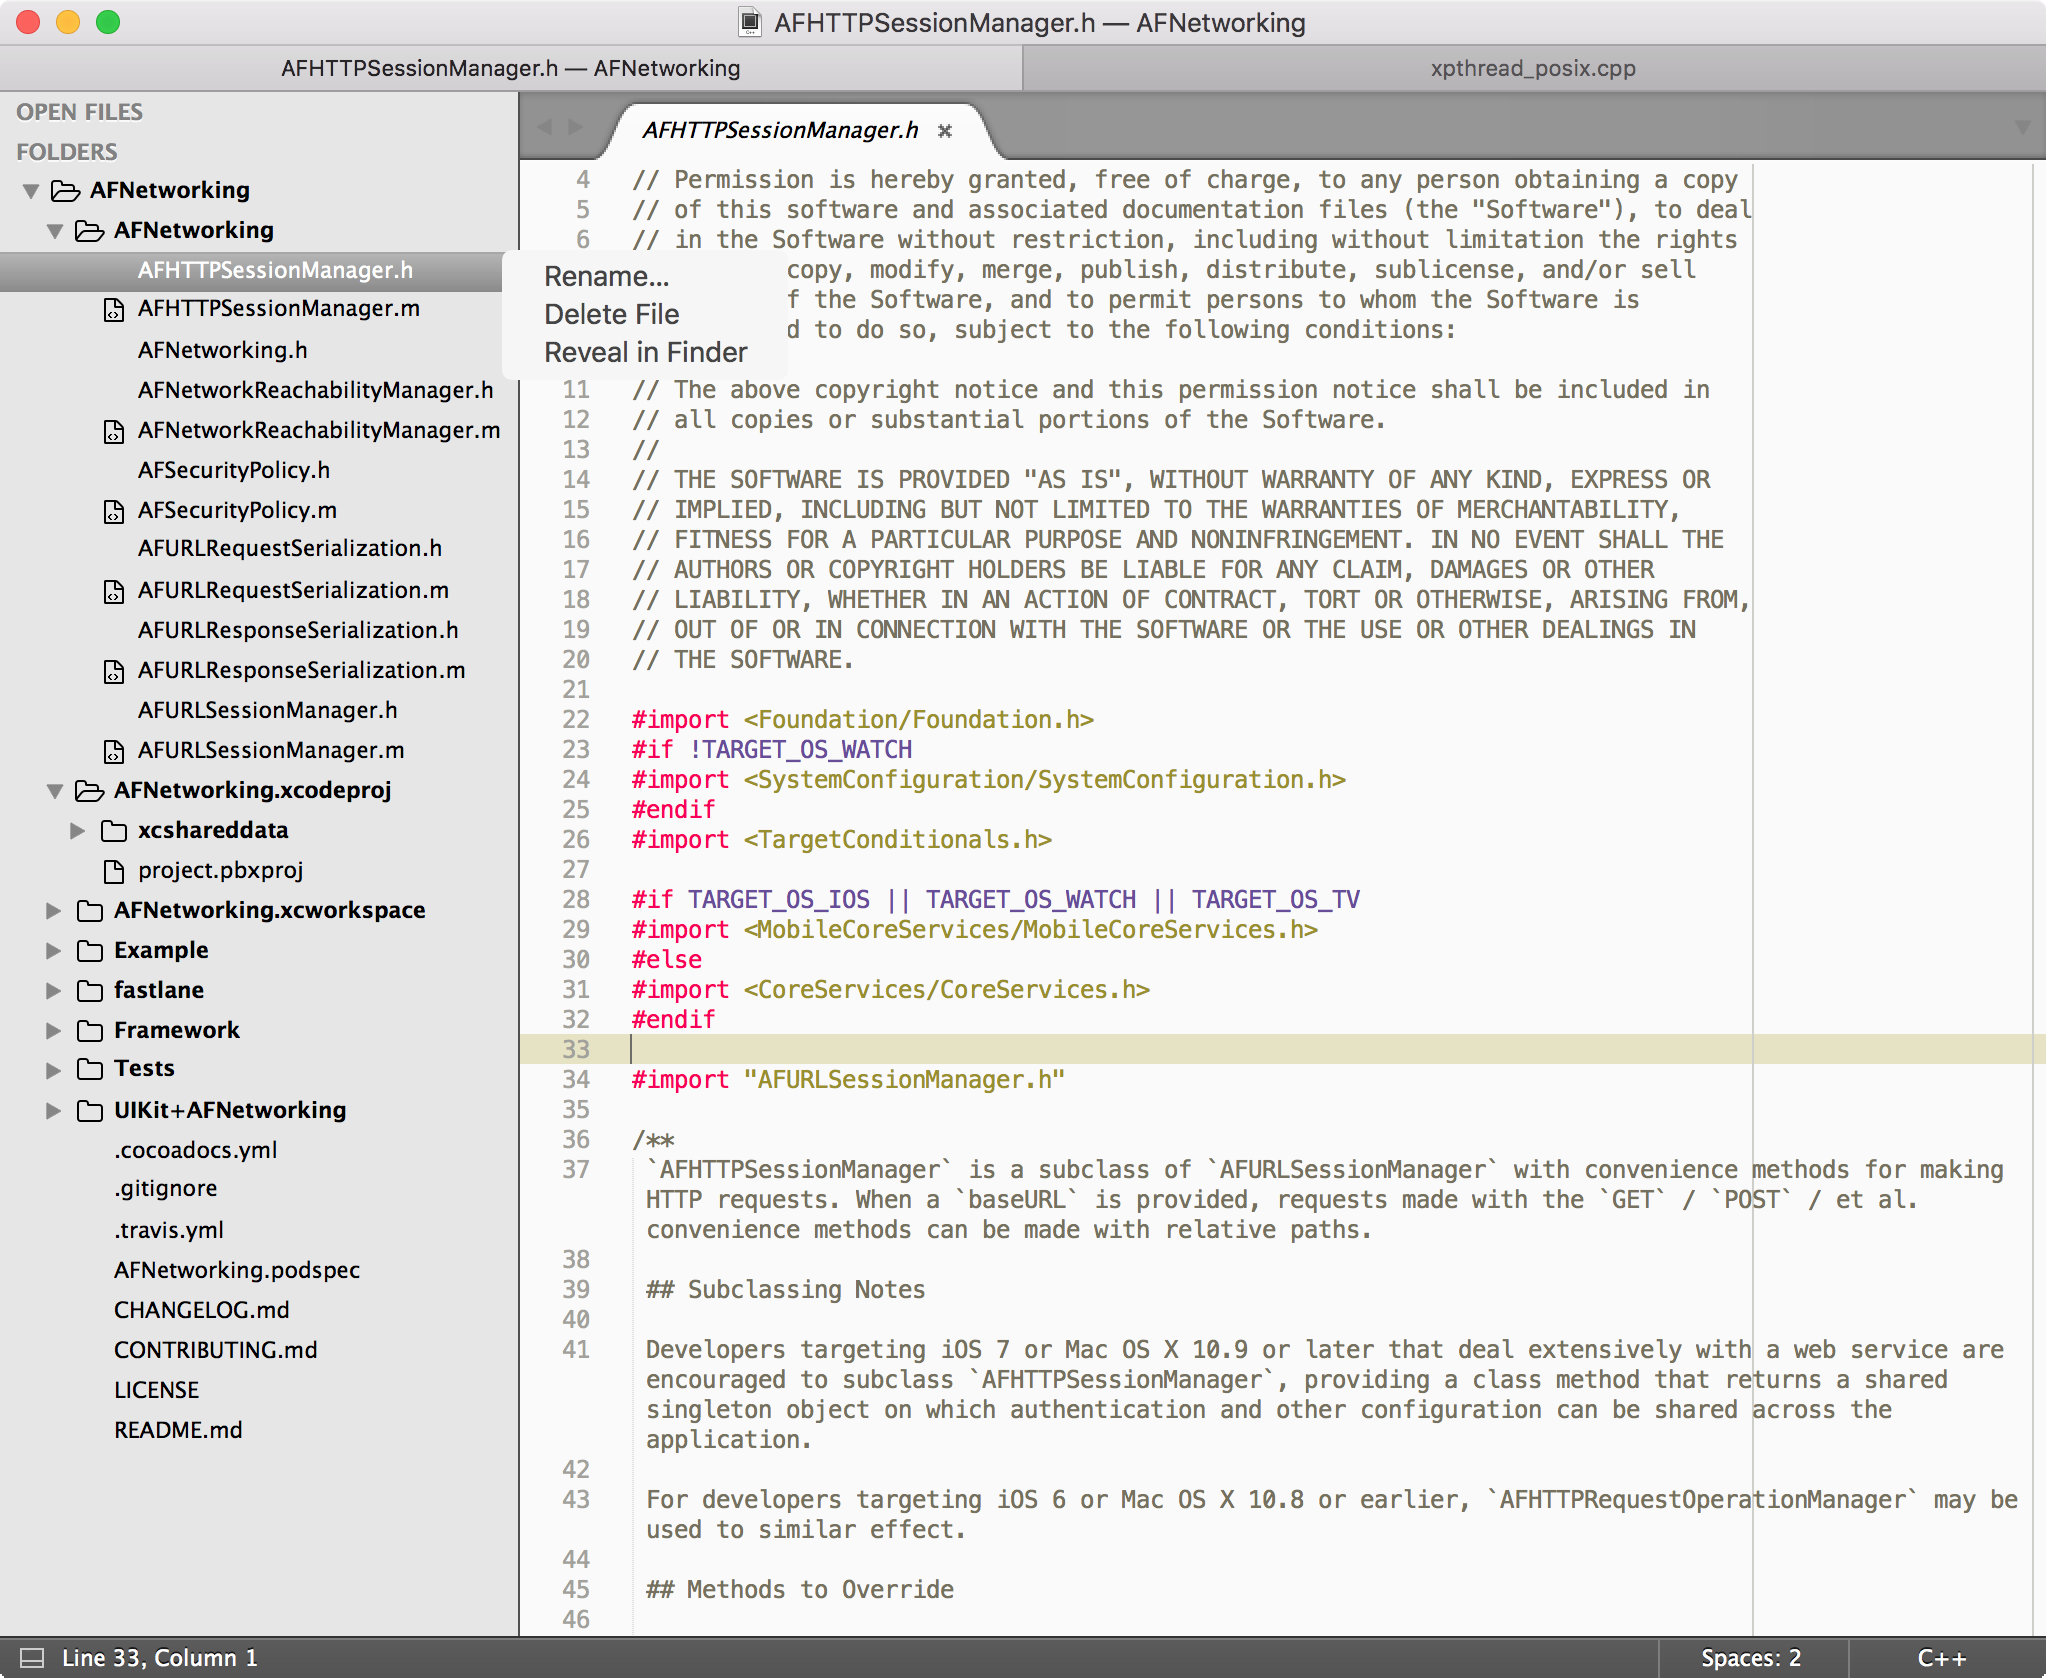 AFHTTPSessionManager.h — AFNetworking
AFHTTPSessionManager.h — AFNetworking
xpthread_posix.cpp
OPEN FILES
FOLDERS
AFNetworking
AFNetworking
AFHTTPSessionManager.h
AFHTTPSessionManager.m
AFNetworking.h
AFNetworkReachabilityManager.h
AFNetworkReachabilityManager.m
AFSecurityPolicy.h
AFSecurityPolicy.m
AFURLRequestSerialization.h
AFURLRequestSerialization.m
AFURLResponseSerialization.h
AFURLResponseSerialization.m
AFURLSessionManager.h
AFURLSessionManager.m
AFNetworking.xcodeproj
xcshareddata
project.pbxproj
AFNetworking.xcworkspace
Example
fastlane
Framework
Tests
UIKit+AFNetworking
.cocoadocs.yml
.gitignore
.travis.yml
AFNetworking.podspec
CHANGELOG.md
CONTRIBUTING.md
LICENSE
README.md
Rename...
Delete File
Reveal in Finder
AFHTTPSessionManager.h
4 // Permission is hereby granted, free of charge, to any person obtaining a copy
5 // of this software and associated documentation files (the "Software"), to deal
6 // in the Software without restriction, including without limitation the rights
copy, modify, merge, publish, distribute, sublicense, and/or sell
f the Software, and to permit persons to whom the Software is
d to do so, subject to the following conditions:
11 // The above copyright notice and this permission notice shall be included in
12 // all copies or substantial portions of the Software.
13 //
14 // THE SOFTWARE IS PROVIDED "AS IS", WITHOUT WARRANTY OF ANY KIND, EXPRESS OR
15 // IMPLIED, INCLUDING BUT NOT LIMITED TO THE WARRANTIES OF MERCHANTABILITY,
16 // FITNESS FOR A PARTICULAR PURPOSE AND NONINFRINGEMENT. IN NO EVENT SHALL THE
17 // AUTHORS OR COPYRIGHT HOLDERS BE LIABLE FOR ANY CLAIM, DAMAGES OR OTHER
18 // LIABILITY, WHETHER IN AN ACTION OF CONTRACT, TORT OR OTHERWISE, ARISING FROM,
19 // OUT OF OR IN CONNECTION WITH THE SOFTWARE OR THE USE OR OTHER DEALINGS IN
20 // THE SOFTWARE.
21
22 #import <Foundation/Foundation.h>
23 #if !TARGET_OS_WATCH
24 #import <SystemConfiguration/SystemConfiguration.h>
25 #endif
26 #import <TargetConditionals.h>
27
28 #if TARGET_OS_IOS || TARGET_OS_WATCH || TARGET_OS_TV
29 #import <MobileCoreServices/MobileCoreServices.h>
30 #else
31 #import <CoreServices/CoreServices.h>
32 #endif
33
34 #import "AFURLSessionManager.h"
35
36 /**
37 `AFHTTPSessionManager` is a subclass of `AFURLSessionManager` with convenience methods for making
HTTP requests. When a `baseURL` is provided, requests made with the `GET` / `POST` / et al.
convenience methods can be made with relative paths.
38
39 ## Subclassing Notes
40
41 Developers targeting iOS 7 or Mac OS X 10.9 or later that deal extensively with a web service are
encouraged to subclass `AFHTTPSessionManager`, providing a class method that returns a shared
singleton object on which authentication and other configuration can be shared across the
application.
42
43 For developers targeting iOS 6 or Mac OS X 10.8 or earlier, `AFHTTPRequestOperationManager` may be
used to similar effect.
44
45 ## Methods to Override
46
Line 33, Column 1
Spaces: 2
C++